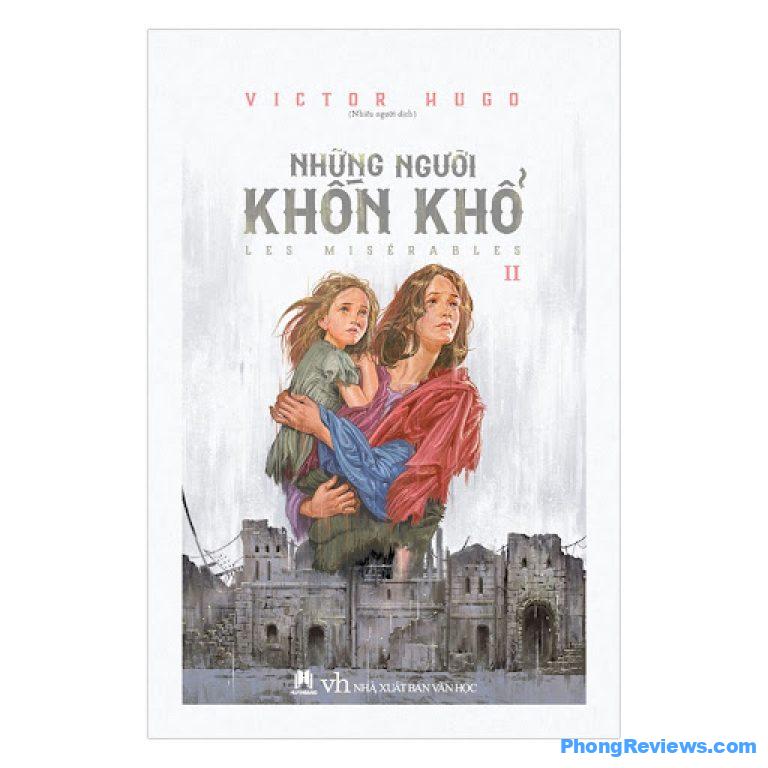 VICTOR HUGO
(Nhiều người dịch)
NHỮNG NGƯỜI
KHỐN KHỔ
LES MISÉRABLES
II
vh NHÀ XUẤT BẢN VĂN HỌC
PhongReviews.com